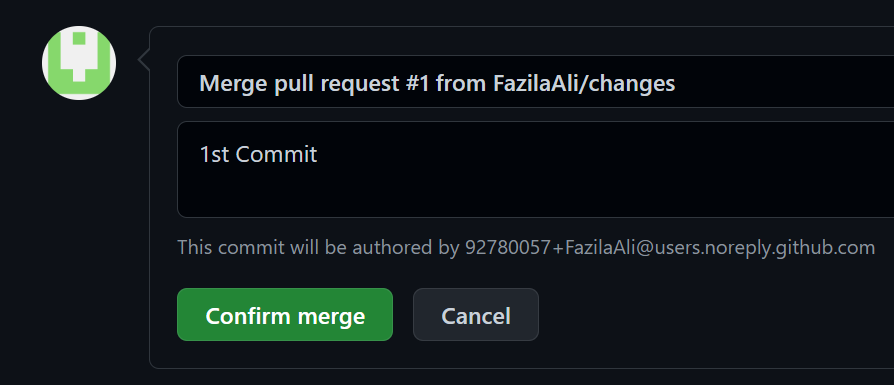 Merge pull request #1 from FazilaAli/changes
1st Commit
This commit will be authored by 92780057+FazilaAli@users.noreply.github.com
Confirm merge
Cancel